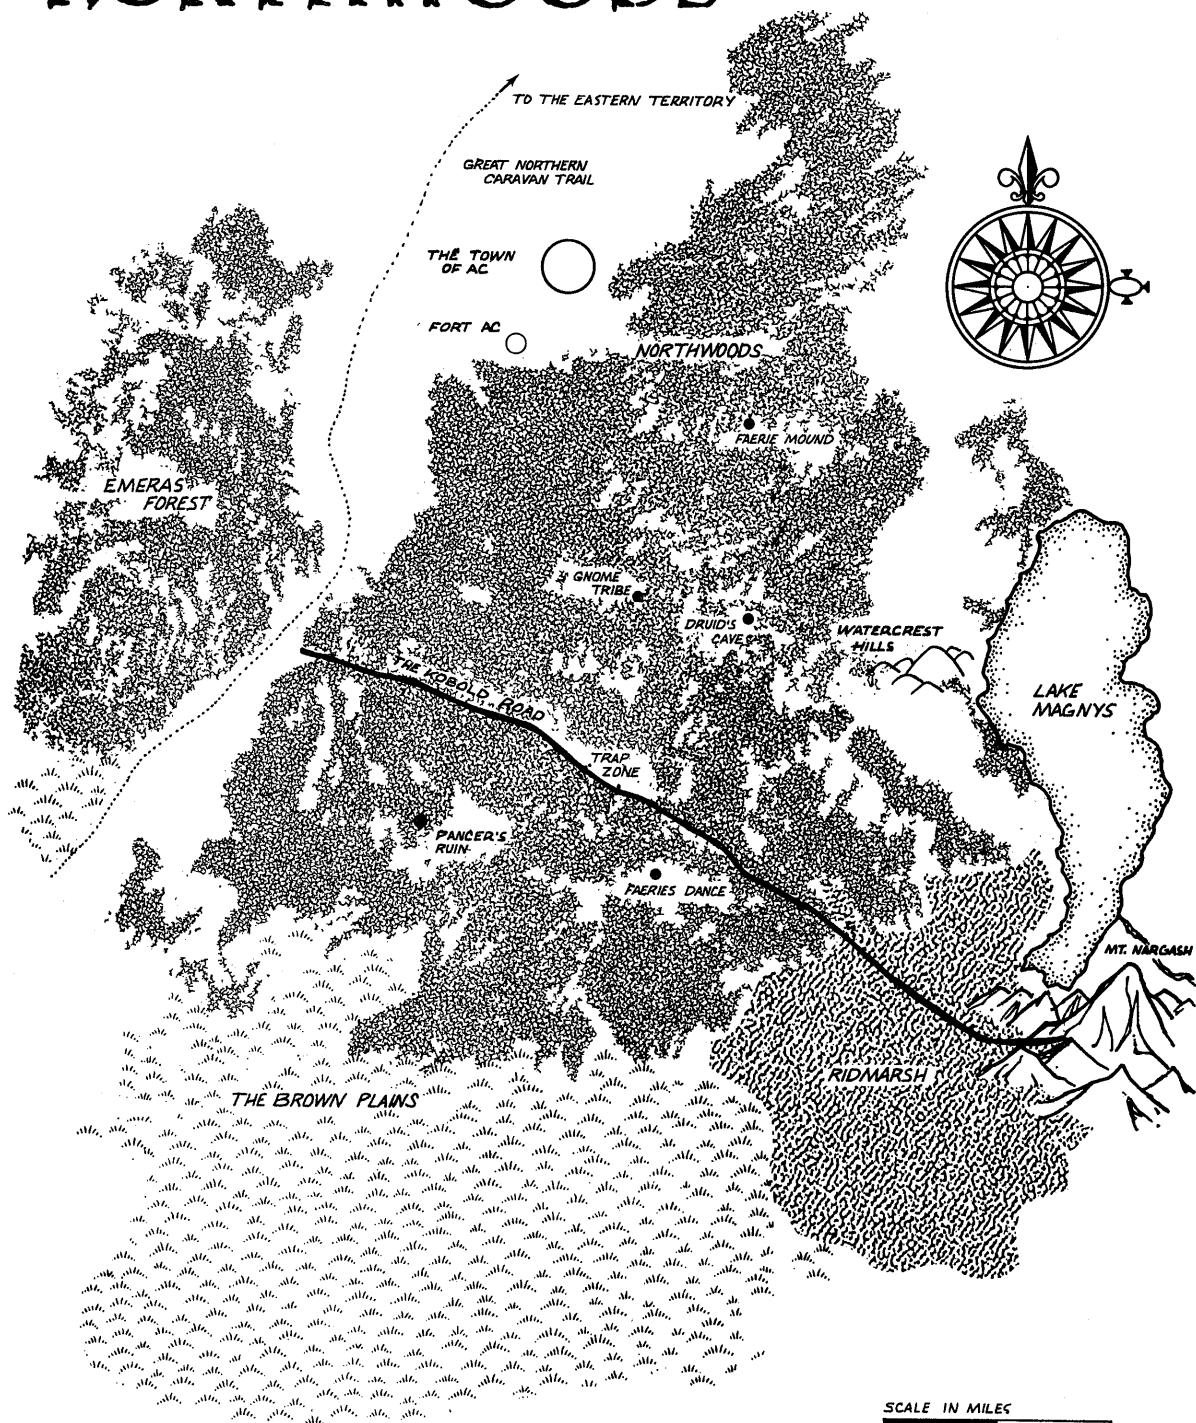 TO THE EASTERN TERRITORY
GREAT NORTHERN
CARAVAN TRAIL
THE TOWN
OF AC
FORT AC
NORTHWOODS
FAERIE MOUND
EMERAS
FOREST
GNOME
TRIBE
DRUID'S
CAVE
WATERCREST
HILLS
LAKE
MAGNYS
THE KOBOLD ROAD
TRAP
ZONE
PANCER'S
RUIN
FAERIES DANCE
MT. NARGASH
RIDMARSH
THE BROWN PLAINS
SCALE IN MILES